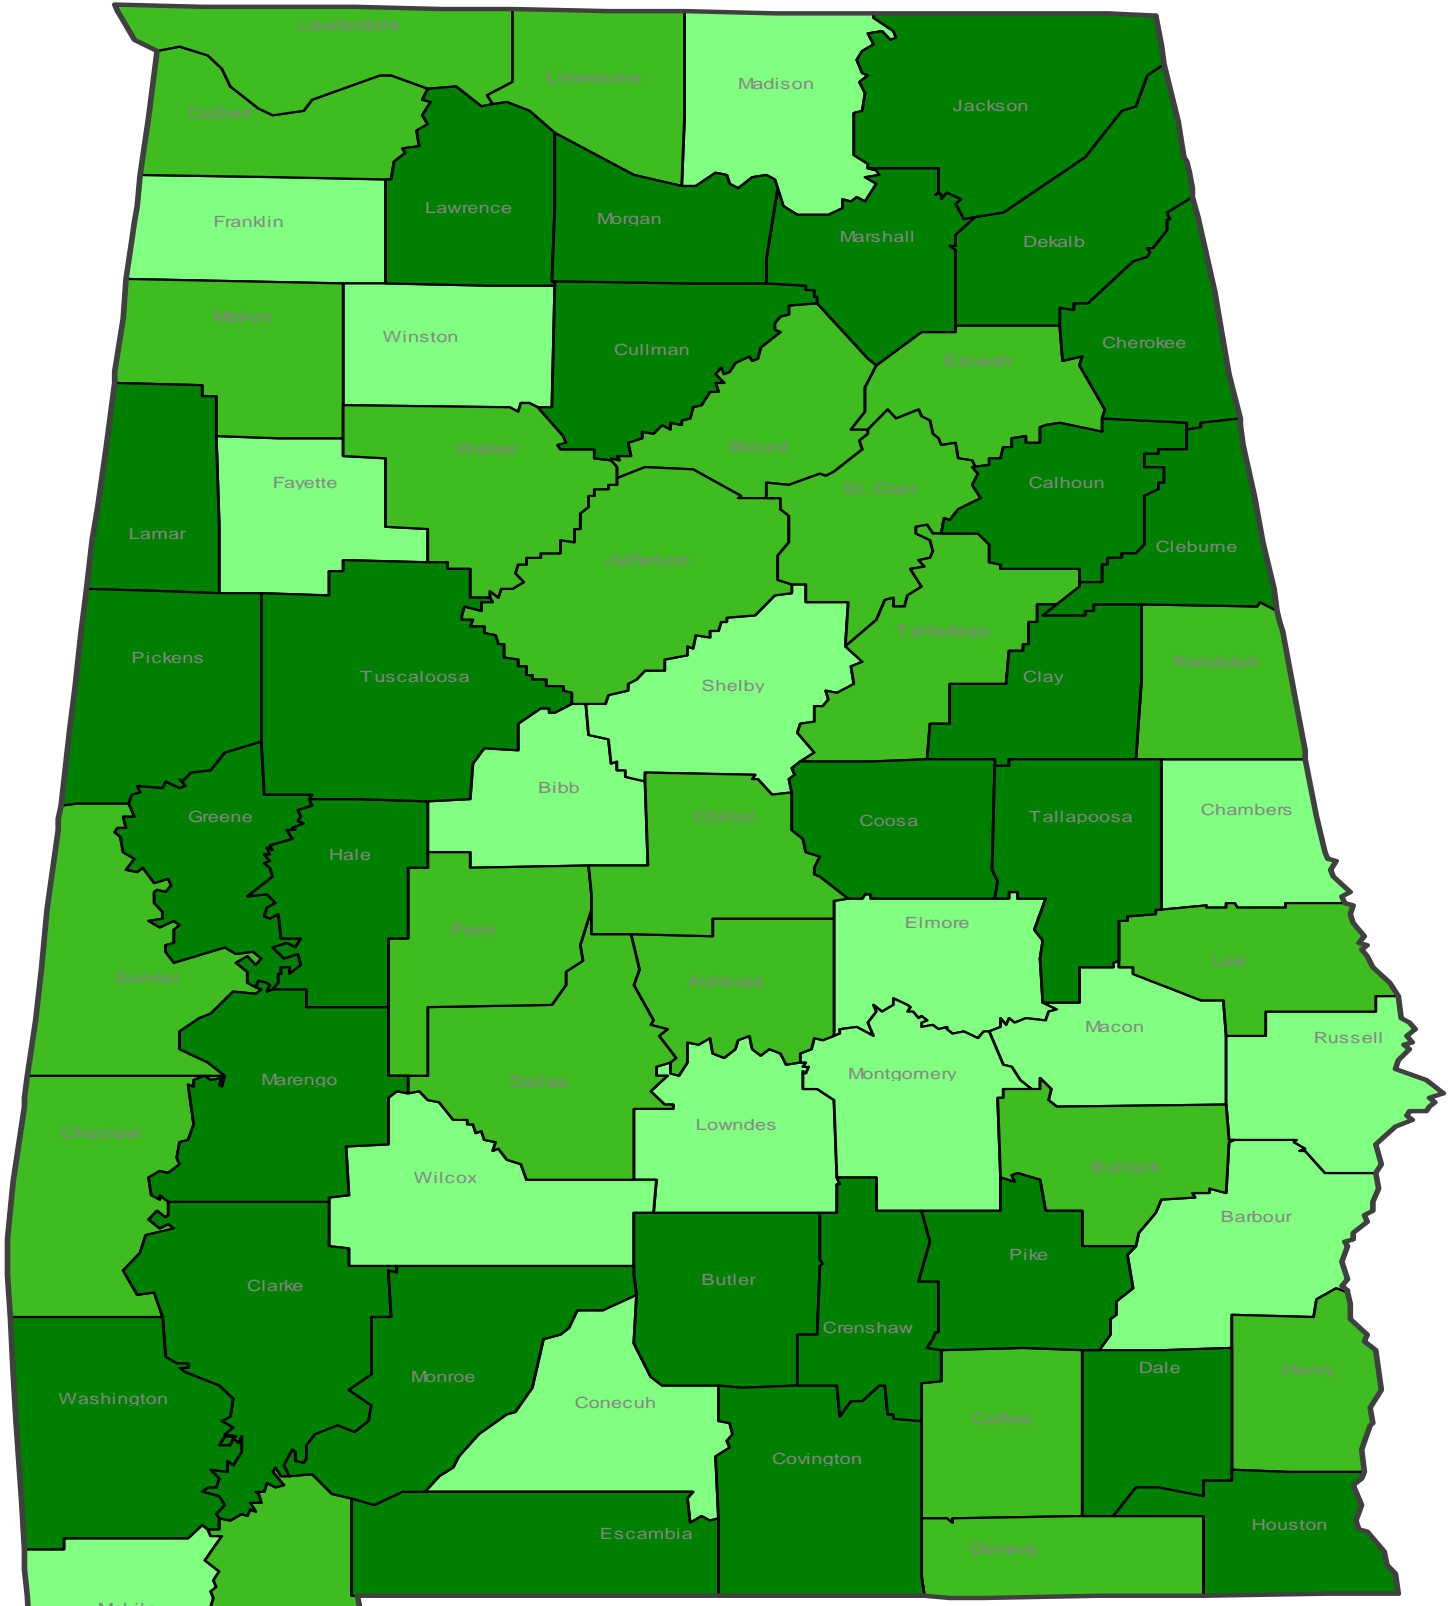 Lauderdale
Limestone
Madison
Jackson
Colbert
Lawrence
Morgan
Franklin
Marshall
Dekalb
Marion
Winston
Cullman
Etowah
Cherokee
Walker
Blount
Fayette
St. Clair
Calhoun
Lamar
Jefferson
Cleburne
Talladega
Pickens
Randolph
Tuscaloosa
Clay
Shelby
Bibb
Chambers
Greene
Chilton
Coosa
Tallapoosa
Hale
Elmore
Perry
Lee
Sumter
Autauga
Macon
Russell
Marengo
Dallas
Montgomery
Choctaw
Lowndes
Bullock
Wilcox
Barbour
Pike
Clarke
Butler
Crenshaw
Dale
Henry
Monroe
Washington
Conecuh
Coffee
Covington
Houston
Escambia
Geneva
Mobile